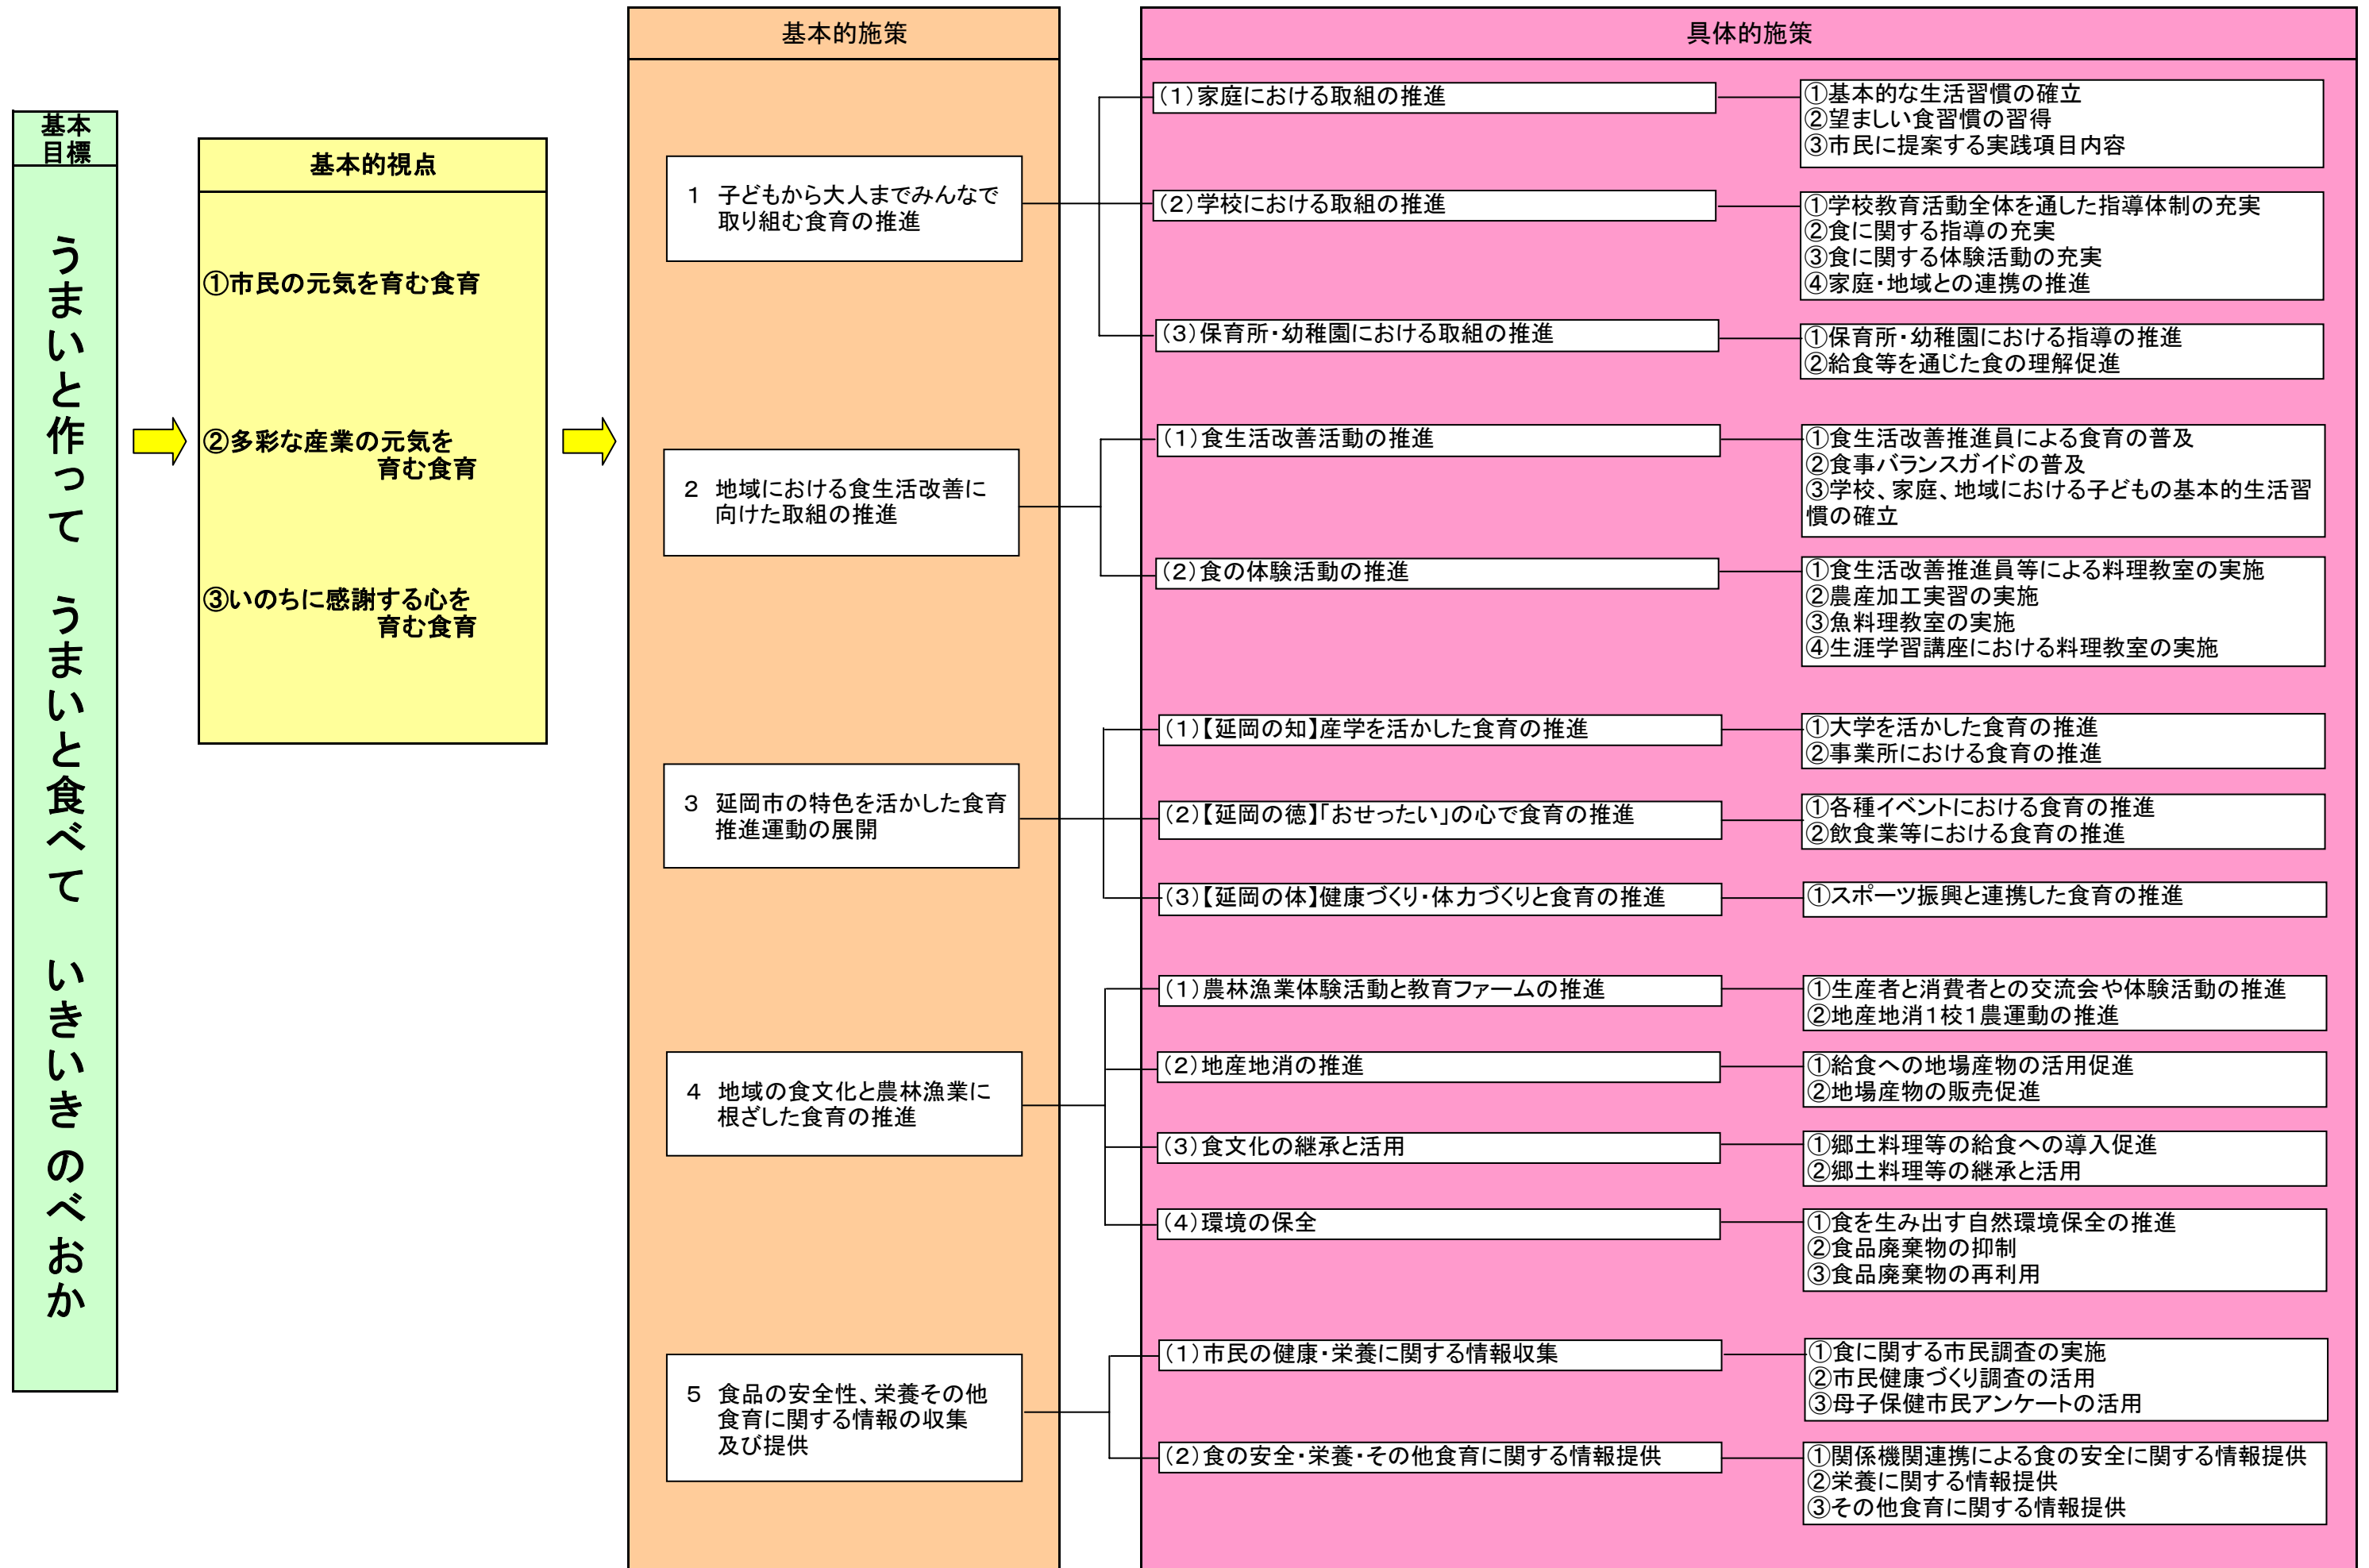 基本
目標
うまいと作って　うまいと食べて　いきいきのべおか
基本的視点
①市民の元気を育む食育
②多彩な産業の元気を
育む食育
③いのちに感謝する心を
育む食育
基本的施策
1　子どもから大人までみんなで
取り組む食育の推進
2　地域における食生活改善に
向けた取組の推進
3　延岡市の特色を活かした食育
推進運動の展開
4　地域の食文化と農林漁業に
根ざした食育の推進
5　食品の安全性、栄養その他
食育に関する情報の収集
及び提供
具体的施策
(1)家庭における取組の推進
①基本的な生活習慣の確立
②望ましい食習慣の習得
③市民に提案する実践項目内容
(2)学校における取組の推進
①学校教育活動全体を通した指導体制の充実
②食に関する指導の充実
③食に関する体験活動の充実
④家庭・地域との連携の推進
(3)保育所・幼稚園における取組の推進
①保育所・幼稚園における指導の推進
②給食等を通じた食の理解促進
(1)食生活改善活動の推進
①食生活改善推進員による食育の普及
②食事バランスガイドの普及
③学校、家庭、地域における子どもの基本的生活習
慣の確立
(2)食の体験活動の推進
①食生活改善推進員等による料理教室の実施
②農産加工実習の実施
③魚料理教室の実施
④生涯学習講座における料理教室の実施
(1)【延岡の知】産学を活かした食育の推進
①大学を活かした食育の推進
②事業所における食育の推進
(2)【延岡の徳】「おせったい」の心で食育の推進
①各種イベントにおける食育の推進
②飲食業等における食育の推進
(3)【延岡の体】健康づくり・体力づくりと食育の推進
①スポーツ振興と連携した食育の推進
(1)農林漁業体験活動と教育ファームの推進
①生産者と消費者との交流会や体験活動の推進
②地産地消1校1農運動の推進
(2)地産地消の推進
①給食への地場産物の活用促進
②地場産物の販売促進
(3)食文化の継承と活用
①郷土料理等の給食への導入促進
②郷土料理等の継承と活用
(4)環境の保全
①食を生み出す自然環境保全の推進
②食品廃棄物の抑制
③食品廃棄物の再利用
(1)市民の健康・栄養に関する情報収集
①食に関する市民調査の実施
②市民健康づくり調査の活用
③母子保健市民アンケートの活用
(2)食の安全・栄養・その他食育に関する情報提供
①関係機関連携による食の安全に関する情報提供
②栄養に関する情報提供
③その他食育に関する情報提供